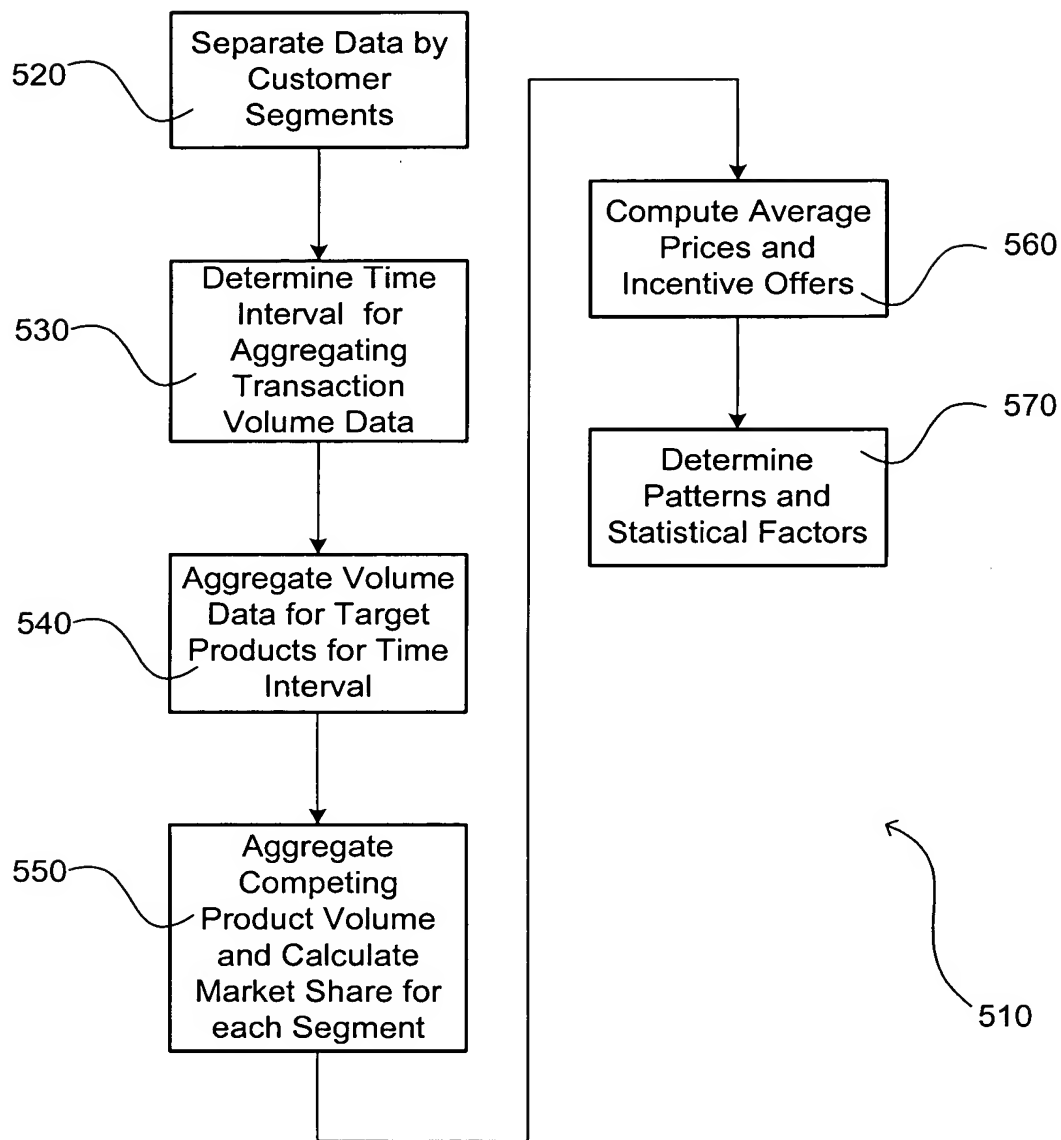 520
Separate Data by
Customer
Segments
530
Determine Time
Interval for
Aggregating
Transaction
Volume Data
540
Aggregate Volume
Data for Target
Products for Time
Interval
550
Aggregate
Competing
Product Volume
and Calculate
Market Share for
each Segment
Compute Average
Prices and
Incentive Offers
560
Determine
Patterns and
Statistical Factors
570
510